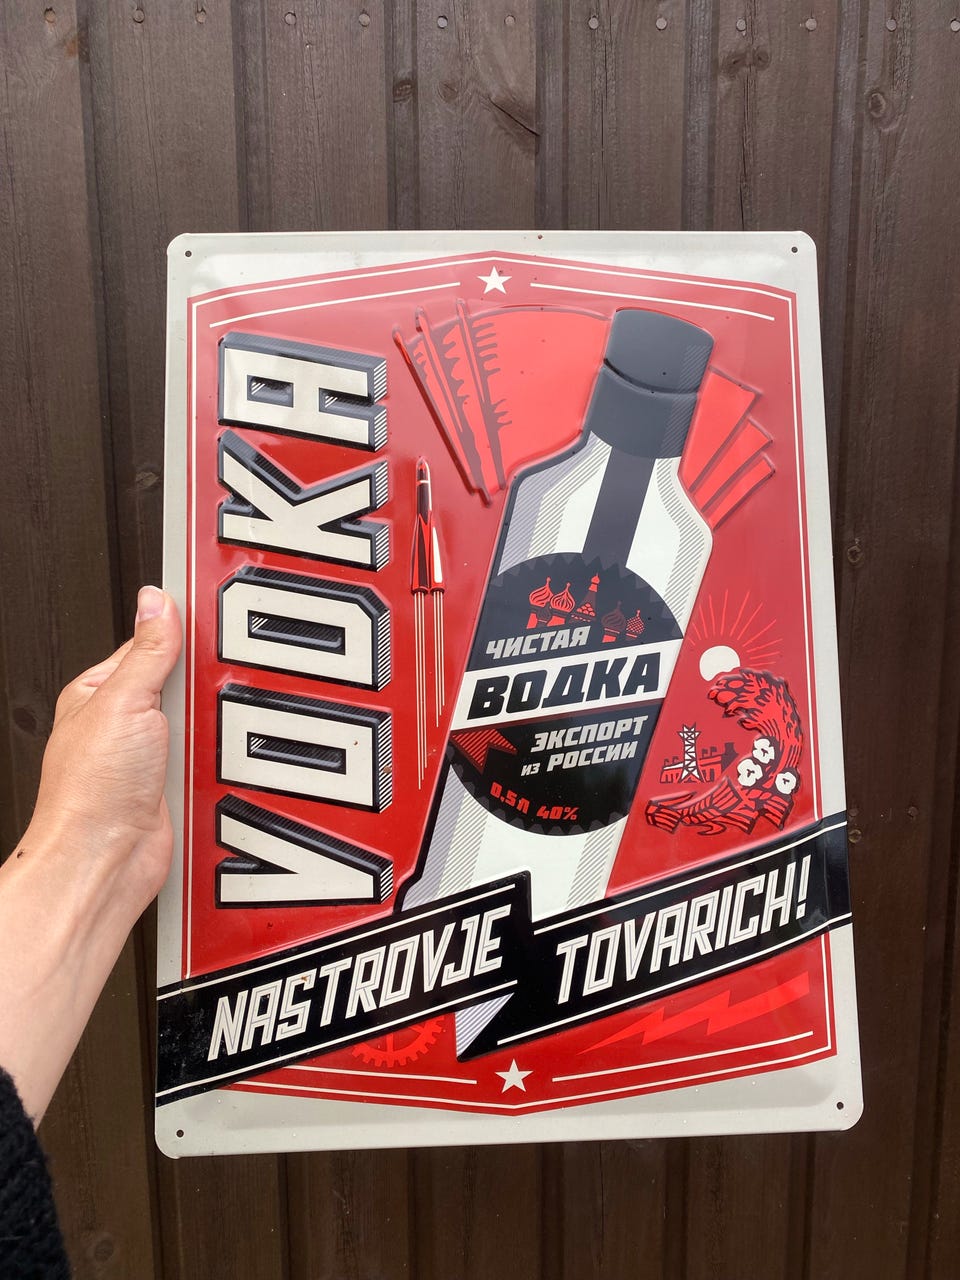 VODKA
ЧИСТАЯ
ВОДКА
ЭКСПОРТ
ИЗ РОССИИ
0,5Л 40%
NASTROVJE
TOVARICH!